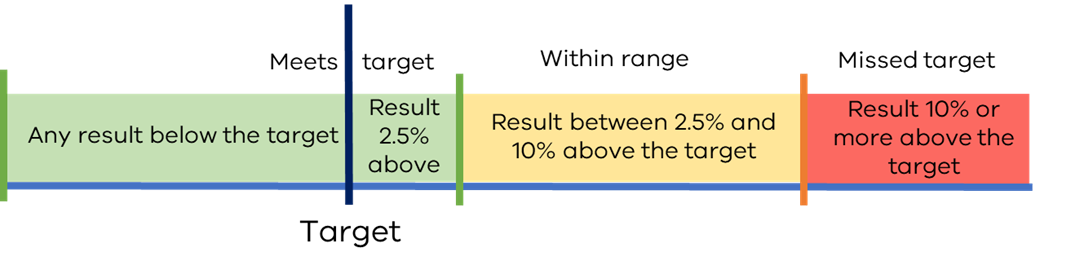 Meets target
Within range
Missed target
Any result below the target
Result
2.5%
above
Result between 2.5% and
10% above the target
Result 10% or
more above the
target
Target